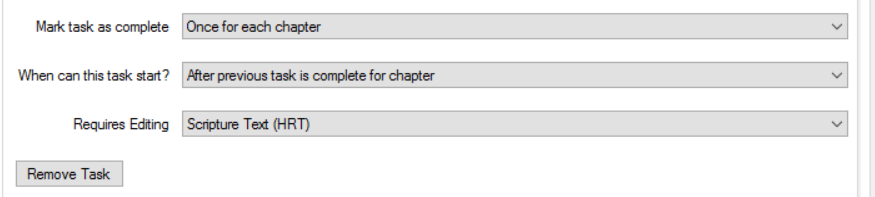 Mark task as complete Once for each chapter
When can this task start? After previous task is complete for chapter
Requires Editing Scripture Text (HRT)
Remove Task